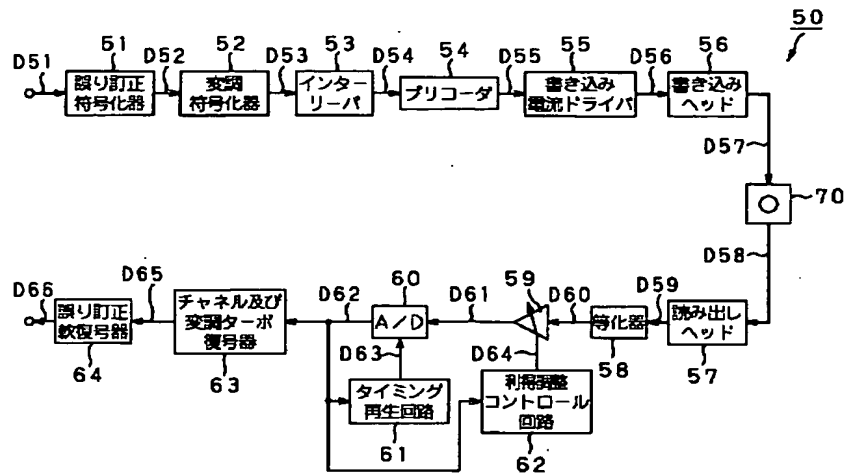 50
51 52 53 54 55 56
D51 D52 D53 D54 D55 D56
誤り訂正
符号化器
変調
符号化器
インター
リーバ
プリコーダ
書き込み
電流ドライバ
書き込み
ヘッド
D57
70
D58
D66 D65 D62 60 D61 59 D60 D59
誤り訂正
軟復号器
64
チャネル及び
変調ターボ
復号器
63
A/D
D63
D64
等化器
58
読み出し
ヘッド
57
タイミング
再生回路
61
利得調整
コントロール
回路
62